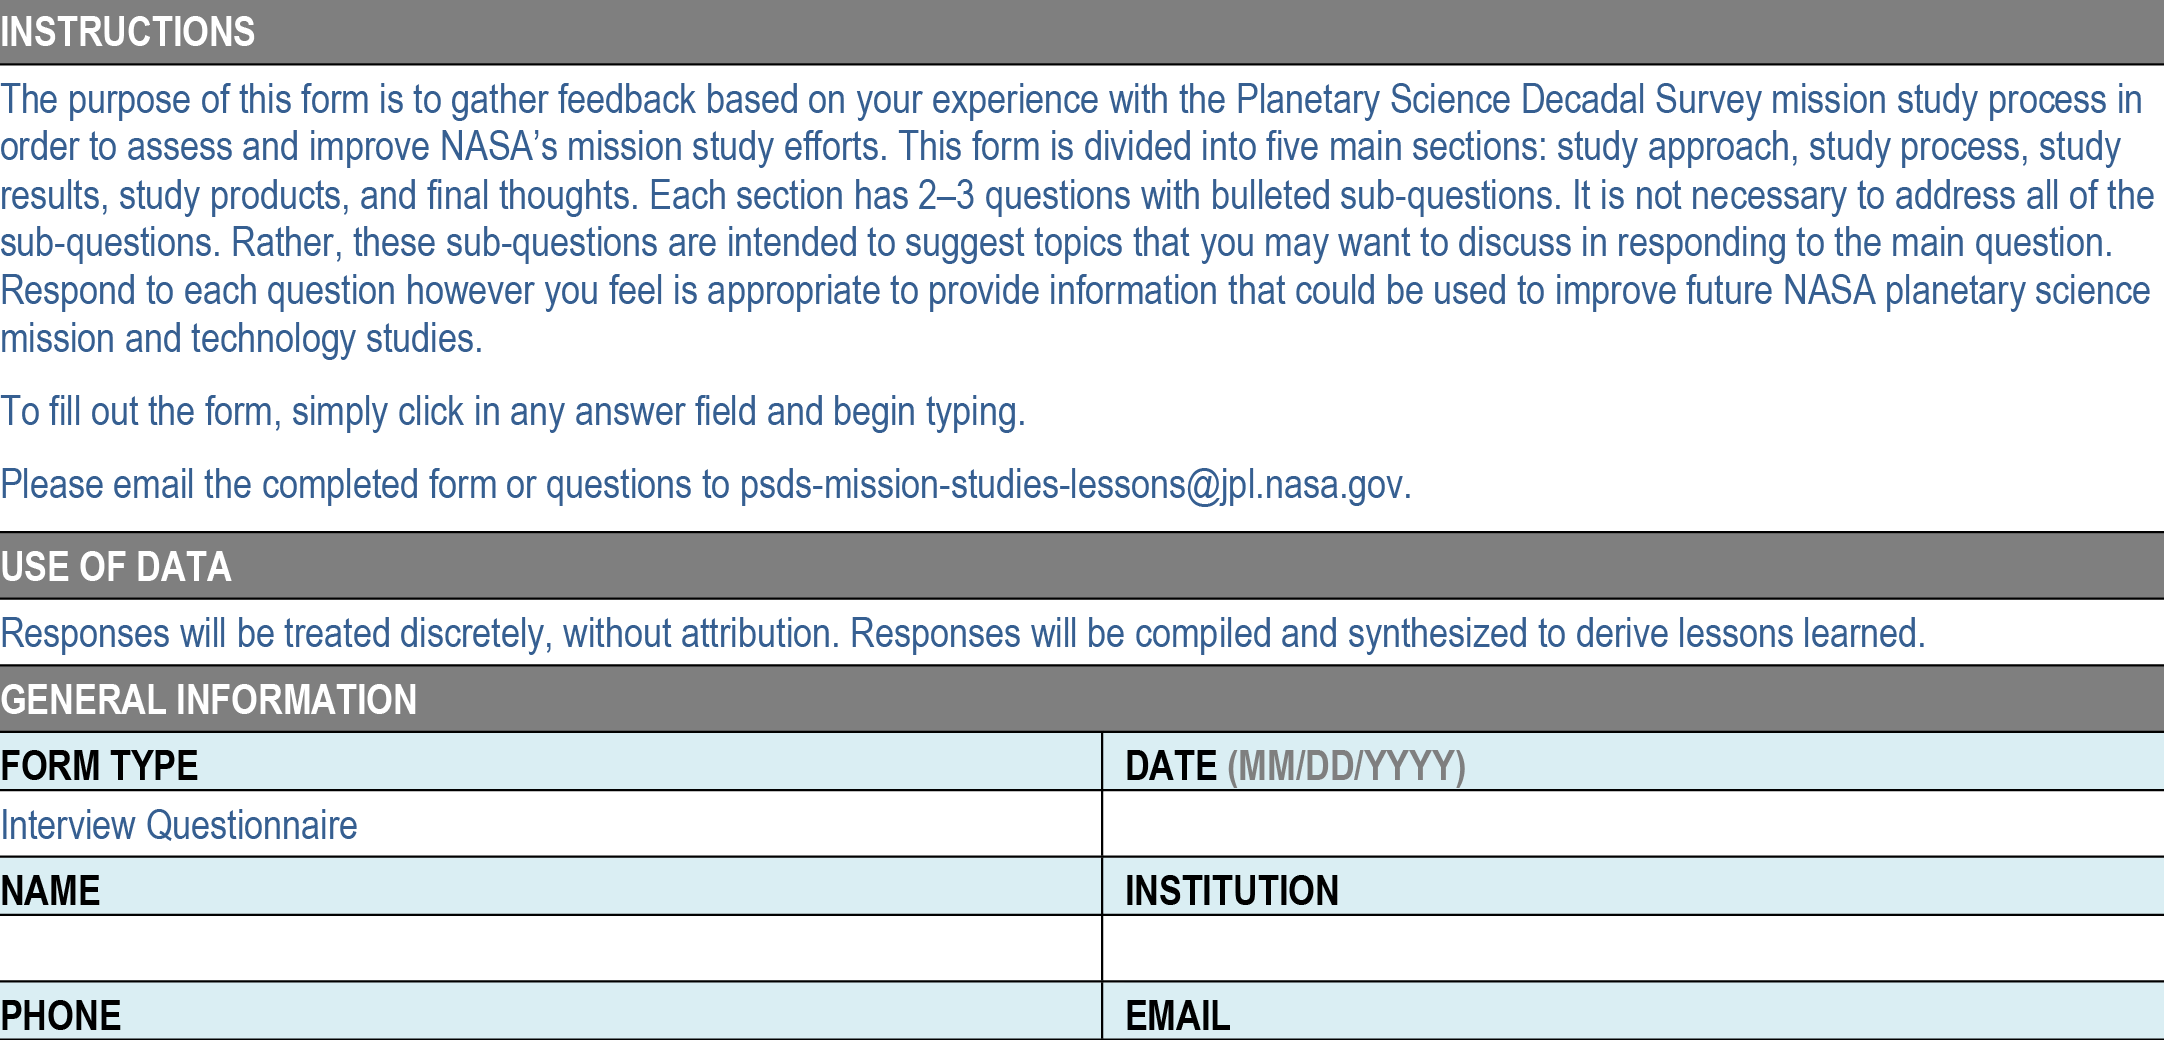 INSTRUCTIONS
The purpose of this form is to gather feedback based on your experience with the Planetary Science Decadal Survey mission study process in
order to assess and improve NASA’s mission study efforts. This form is divided into five main sections: study approach, study process, study
results, study products, and final thoughts. Each section has 2–3 questions with bulleted sub-questions. It is not necessary to address all of the
sub-questions. Rather, these sub-questions are intended to suggest topics that you may want to discuss in responding to the main question.
Respond to each question however you feel is appropriate to provide information that could be used to improve future NASA planetary science
mission and technology studies.
To fill out the form, simply click in any answer field and begin typing.
Please email the completed form or questions to psds-mission-studies-lessons@jpl.nasa.gov.
USE OF DATA
Responses will be treated discretely, without attribution. Responses will be compiled and synthesized to derive lessons learned.
GENERAL INFORMATION
FORM TYPE
DATE (MM/DD/YYYY)
Interview Questionnaire
NAME
INSTITUTION
PHONE
EMAIL